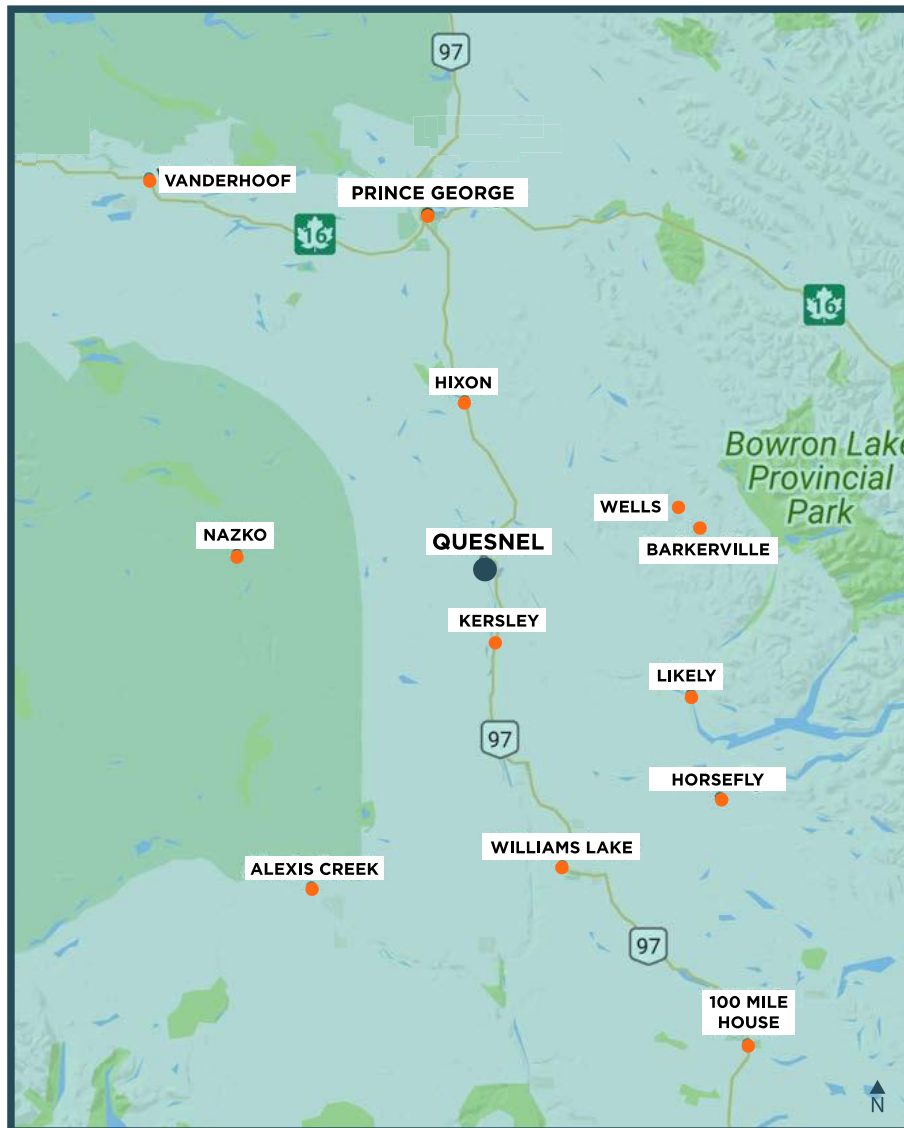 97
VANDERHOOF
PRINCE GEORGE
16
16
HIXON
Bowron Lake
Provincial
Park
WELLS
NAZKO
QUESNEL
BARKERVILLE
KERSLEY
LIKELY
97
HORSEFLY
WILLIAMS LAKE
ALEXIS CREEK
97
100 MILE
HOUSE
N